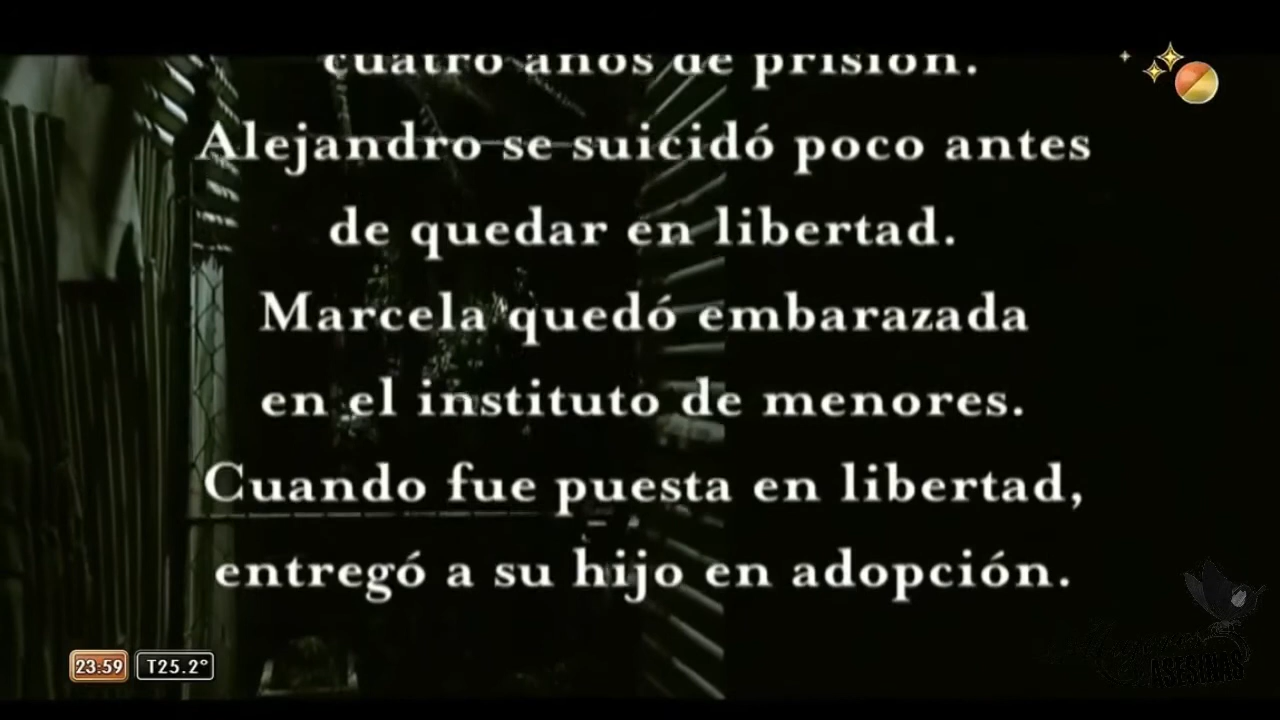 cuatro años de prisión.
Alejandro se suicidó poco antes
de quedar en libertad.
Marcela quedó embarazada
en el instituto de menores.
Cuando fue puesta en libertad,
entregó a su hijo en adopción.
23:59 T25.2°
ASESINAS